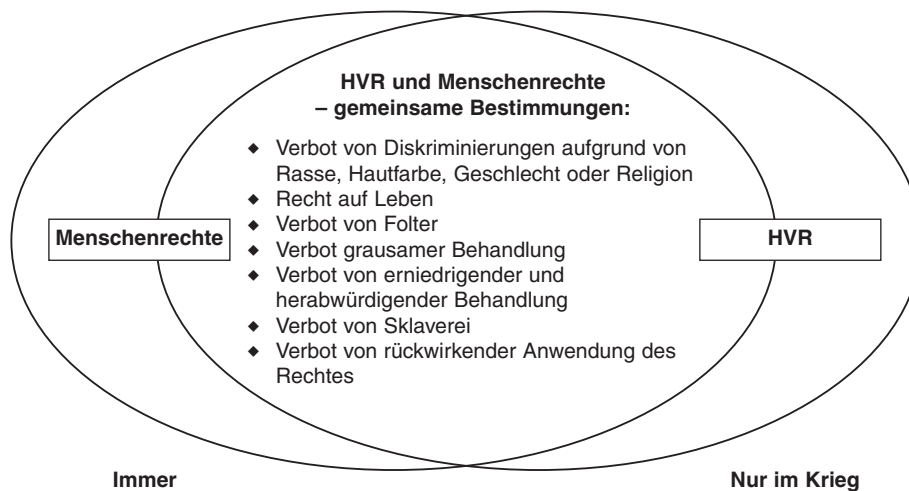 HVR und Menschenrechte
– gemeinsame Bestimmungen:
◆ Verbot von Diskriminierungen aufgrund von
Rasse, Hautfarbe, Geschlecht oder Religion
◆ Recht auf Leben
◆ Verbot von Folter
◆ Verbot grausamer Behandlung
◆ Verbot von erniedrigender und
herabwürdigender Behandlung
◆ Verbot von Sklaverei
◆ Verbot von rückwirkender Anwendung des
Rechtes
Menschenrechte
HVR
Immer
Nur im Krieg